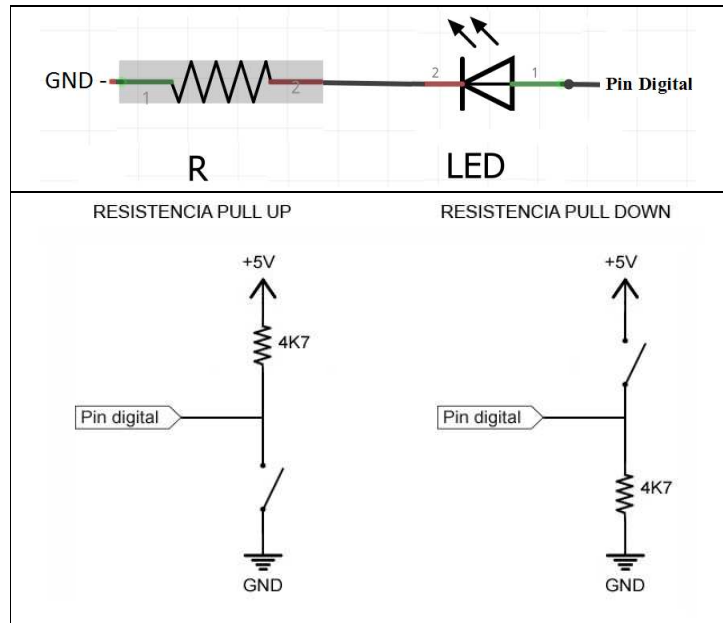 GND - 1 2 2 1 Pin Digital
R LED
RESISTENCIA PULL UP
RESISTENCIA PULL DOWN
+5V
4K7
Pin digital
GND
+5V
Pin digital
4K7
GND